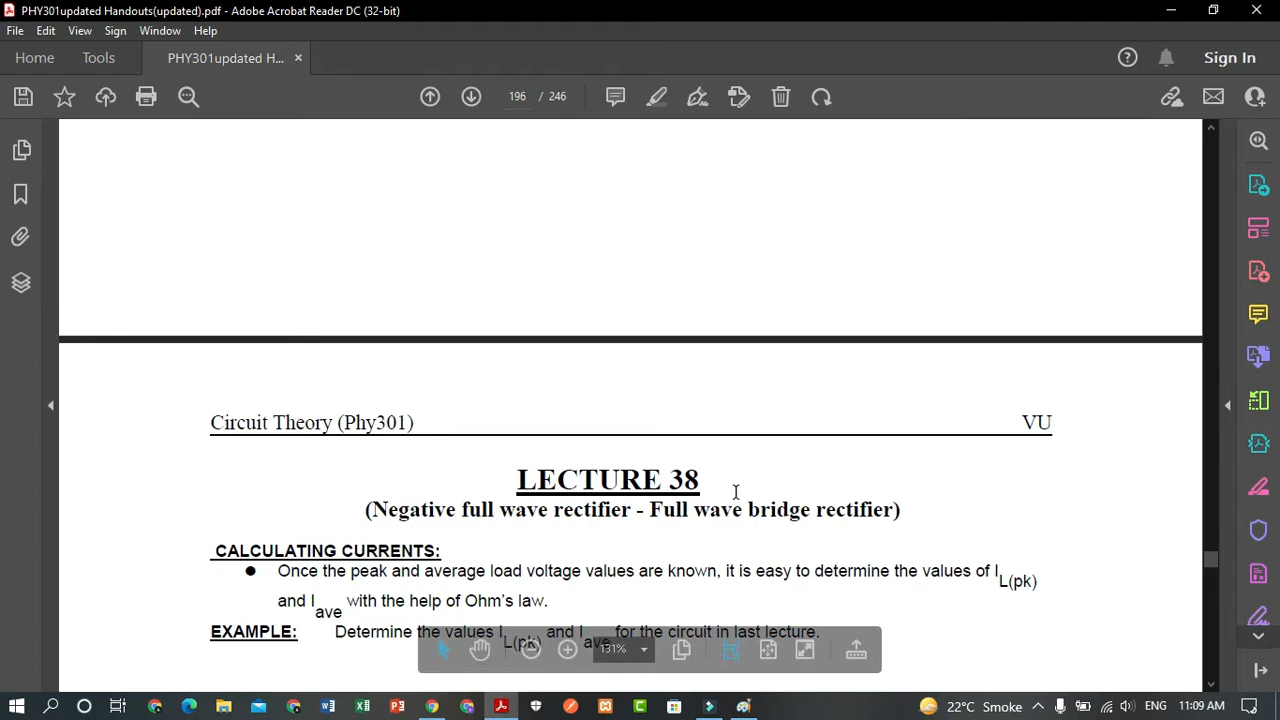 PHY301updated Handouts(updated).pdf - Adobe Acrobat Reader DC (32-bit)
File Edit View Sign Window Help
Home Tools PHY301updated H... × Sign In
196 / 246
Circuit Theory (Phy301) VU
LECTURE 38
(Negative full wave rectifier - Full wave bridge rectifier)
CALCULATING CURRENTS:
● Once the peak and average load voltage values are known, it is easy to determine the values of I L(pk)
and I ave with the help of Ohm's law.
EXAMPLE: Determine the values I L(pk) and I ave for the circuit in last lecture.
131%
22°C Smoke ENG 11:09 AM